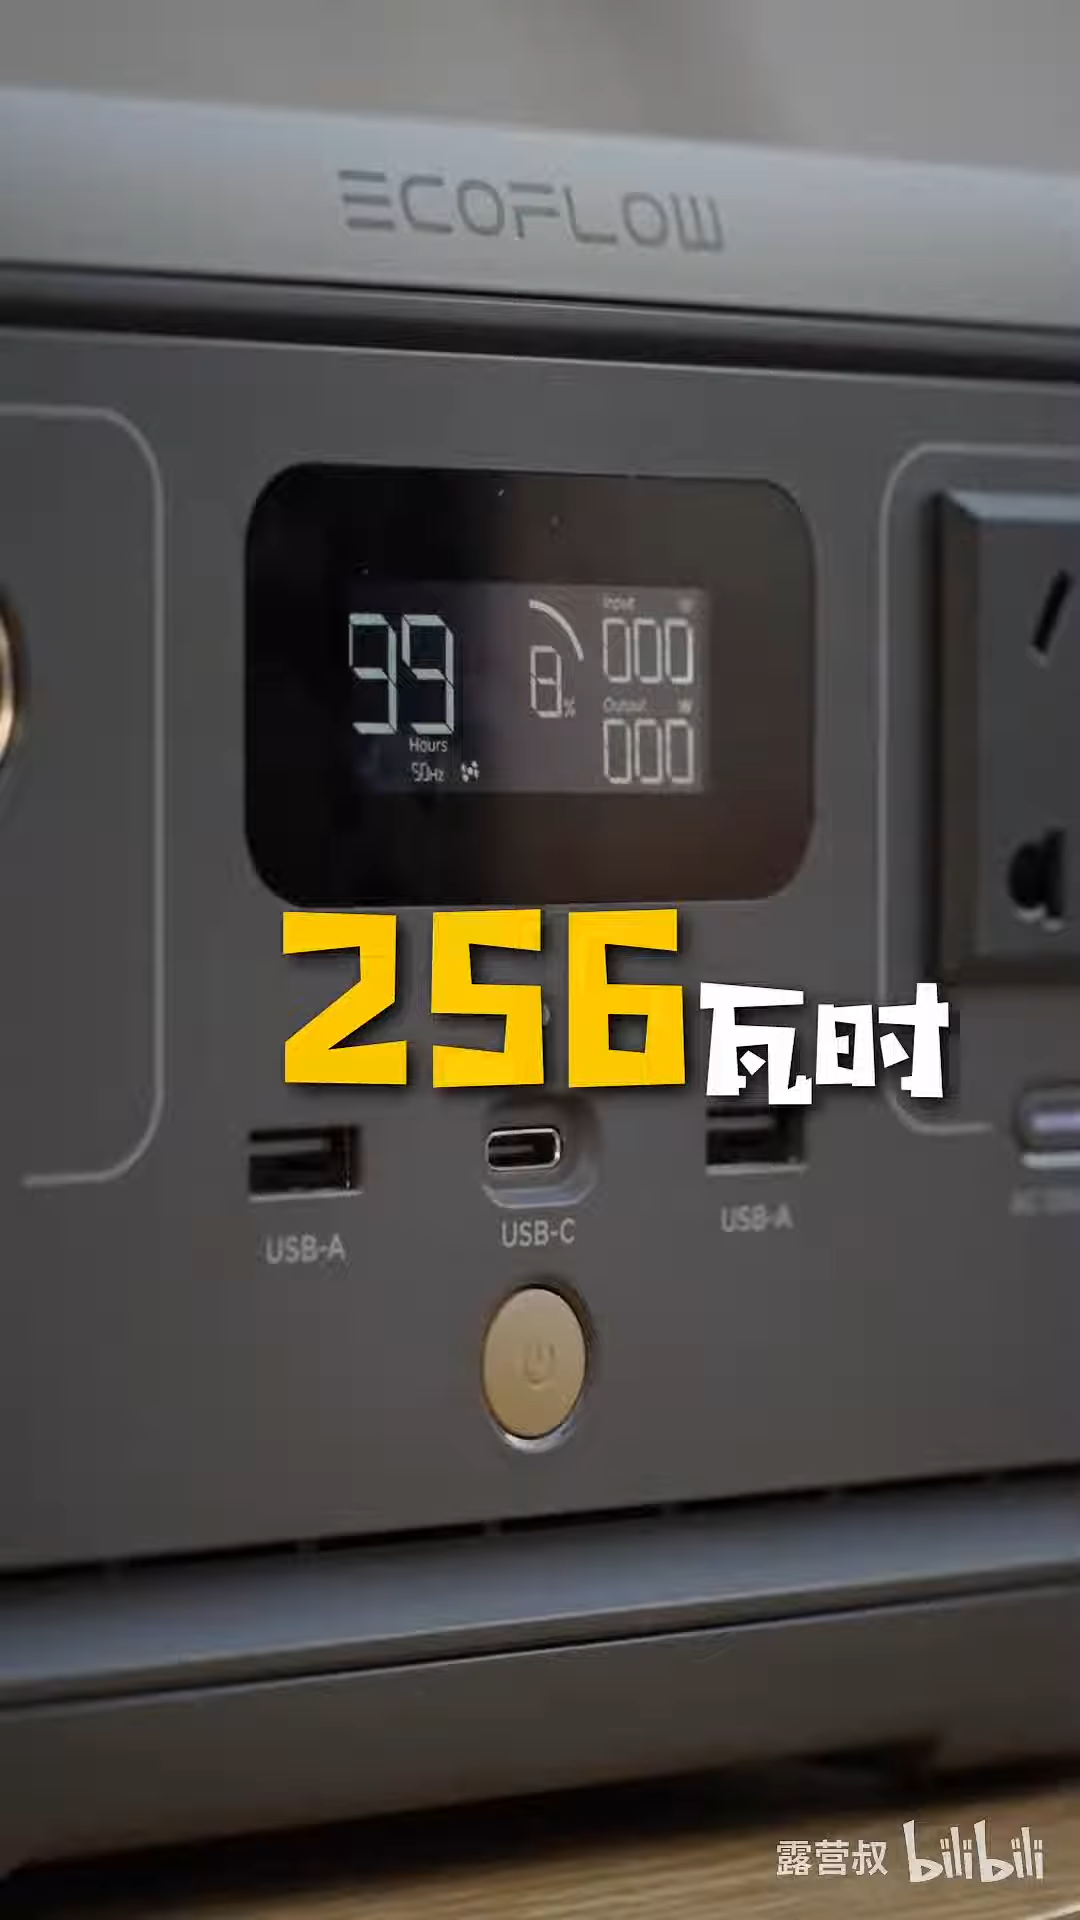 ECOFLOW
99
Hours
50Hz
8%
Input W
000
Output W
000
256瓦时
USB-A
USB-C
USB-A
露营叔 bilibili